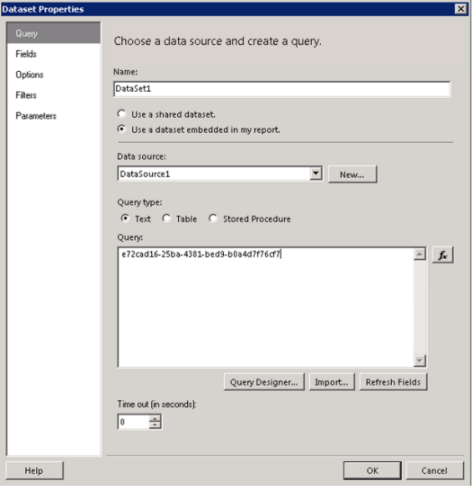 Dataset Properties
Query
Fields
Options
Filters
Parameters
Choose a data source and create a query.
Name:
DataSet1
Use a shared dataset.
Use a dataset embedded in my report.
Data source:
DataSource1
New...
Query type:
Text Table Stored Procedure
Query:
e72cad16-25ba-4381-bed9-b0a4d7f76cf7
fx
Query Designer... Import... Refresh Fields
Time out (in seconds):
0
Help OK Cancel